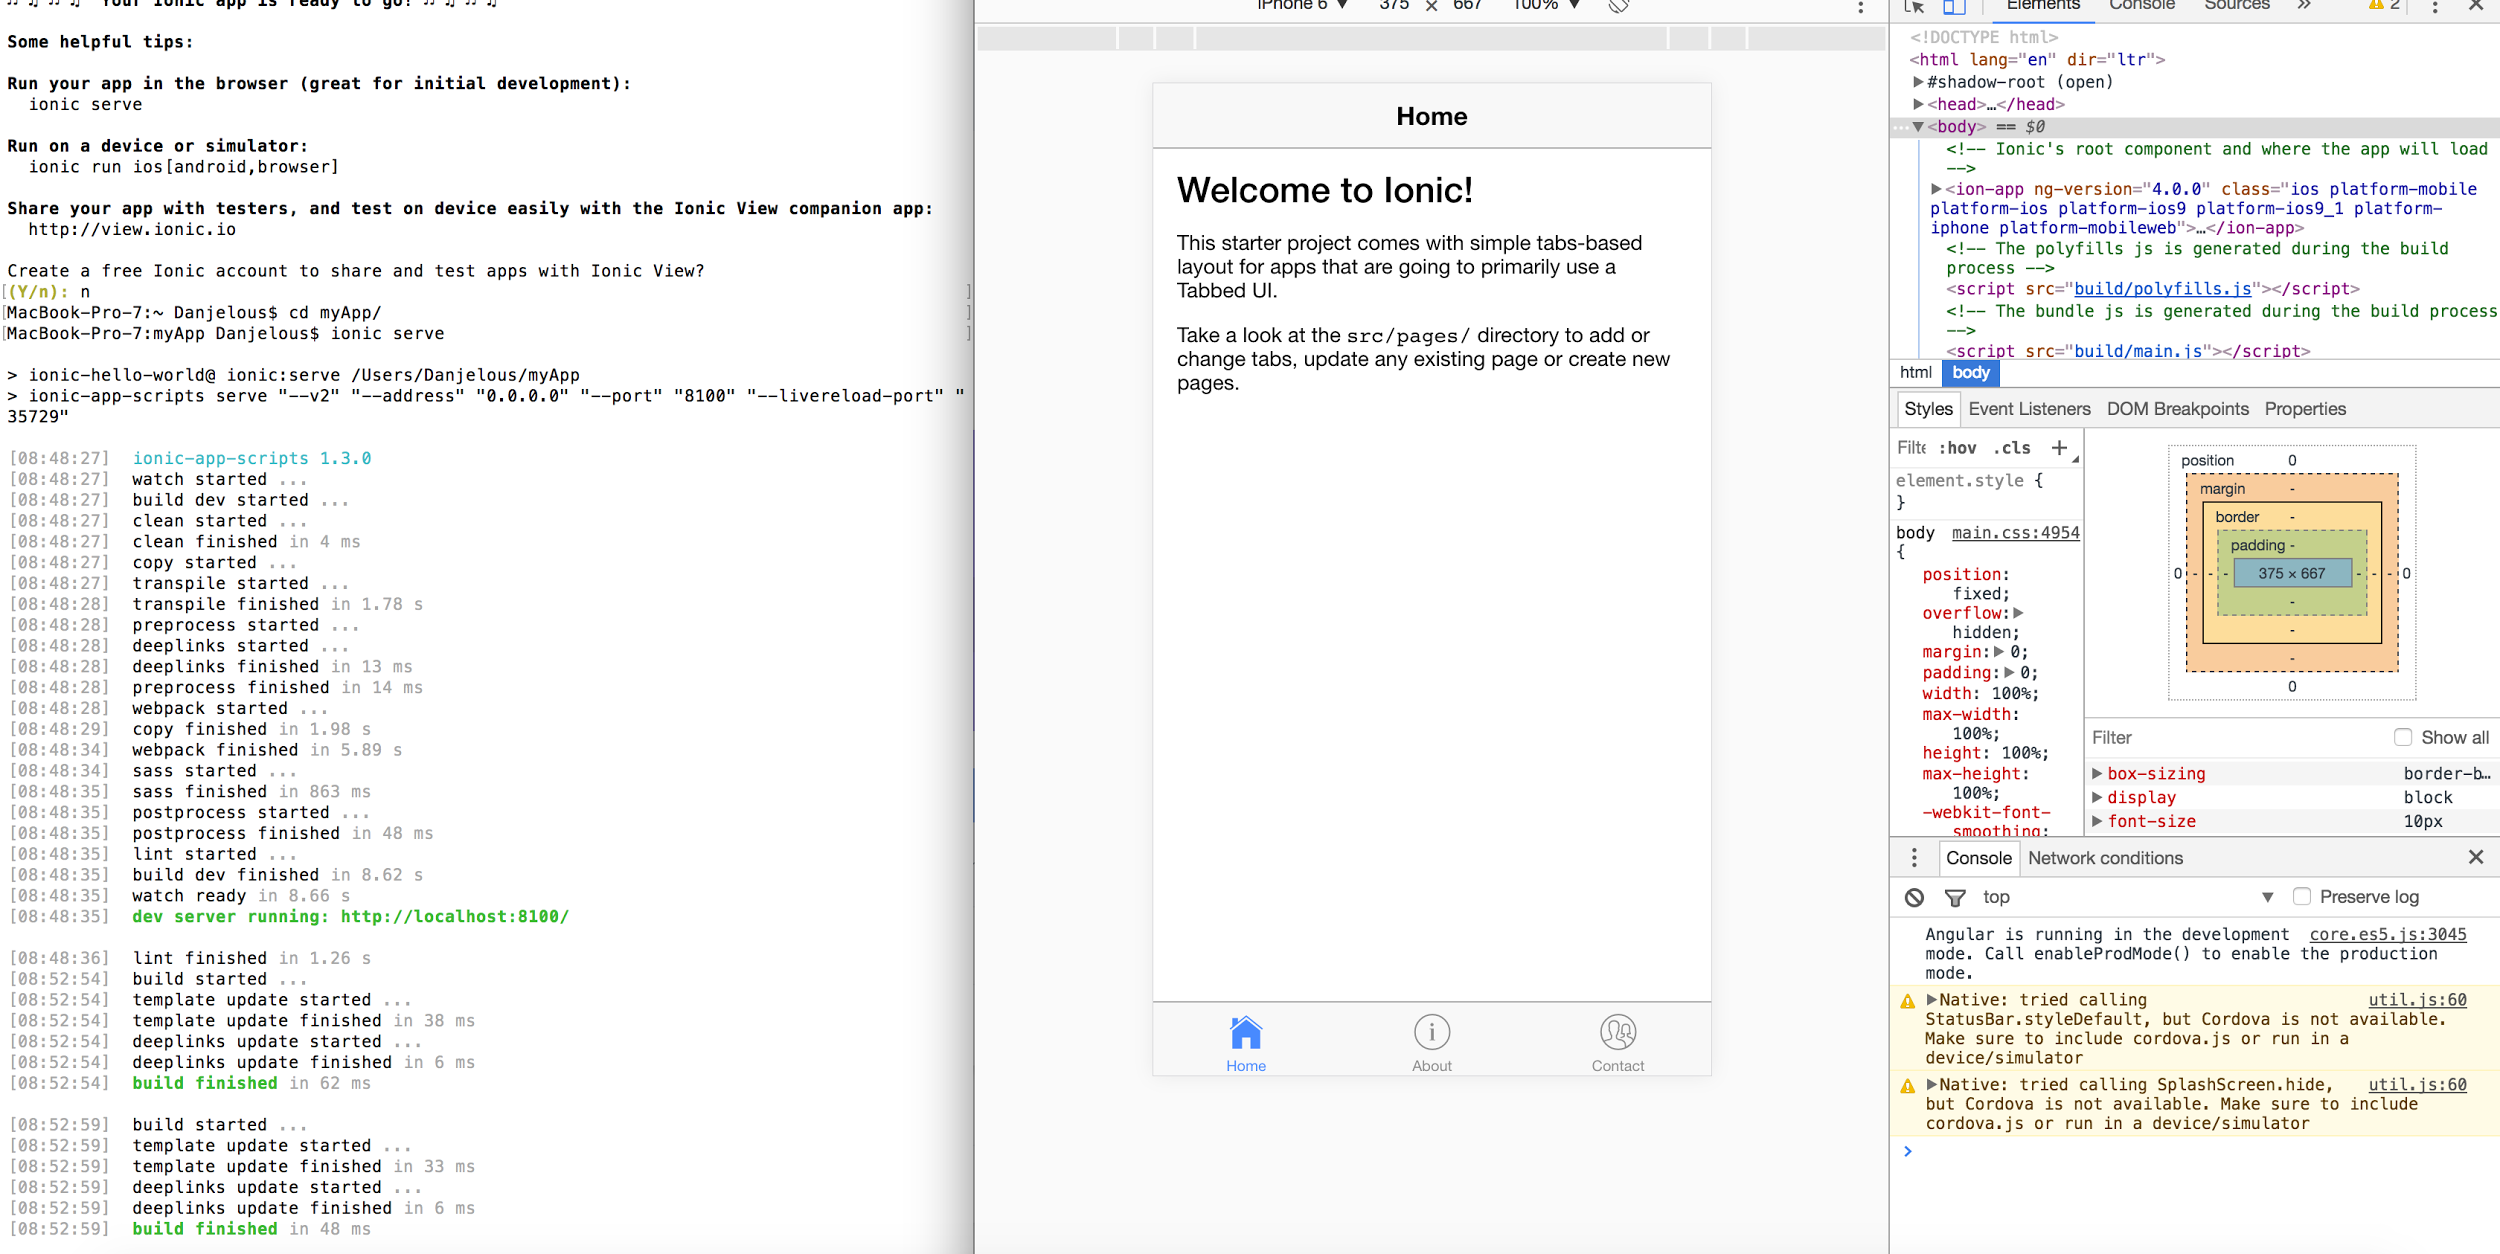 Your Ionic app is ready to go!
Some helpful tips:
Run your app in the browser (great for initial development):
ionic serve
Run on a device or simulator:
ionic run ios[android,browser]
Share your app with testers, and test on device easily with the Ionic View companion app:
http://view.ionic.io
Create a free Ionic account to share and test apps with Ionic View?
[(Y/n): n ]
[MacBook-Pro-7:~ Danjelous$ cd myApp/ ]
[MacBook-Pro-7:myApp Danjelous$ ionic serve ]
> ionic-hello-world@ ionic:serve /Users/Danjelous/myApp
> ionic-app-scripts serve "--v2" "--address" "0.0.0.0" "--port" "8100" "--livereload-port" "
35729"
[08:48:27] ionic-app-scripts 1.3.0
[08:48:27] watch started ...
[08:48:27] build dev started ...
[08:48:27] clean started ...
[08:48:27] clean finished in 4 ms
[08:48:27] copy started ...
[08:48:27] transpile started ...
[08:48:28] transpile finished in 1.78 s
[08:48:28] preprocess started ...
[08:48:28] deeplinks started ...
[08:48:28] deeplinks finished in 13 ms
[08:48:28] preprocess finished in 14 ms
[08:48:28] webpack started ...
[08:48:29] copy finished in 1.98 s
[08:48:34] webpack finished in 5.89 s
[08:48:34] sass started ...
[08:48:35] sass finished in 863 ms
[08:48:35] postprocess started ...
[08:48:35] postprocess finished in 48 ms
[08:48:35] lint started ...
[08:48:35] build dev finished in 8.62 s
[08:48:35] watch ready in 8.66 s
[08:48:35] dev server running: http://localhost:8100/
[08:48:36] lint finished in 1.26 s
[08:52:54] build started ...
[08:52:54] template update started ...
[08:52:54] template update finished in 38 ms
[08:52:54] deeplinks update started ...
[08:52:54] deeplinks update finished in 6 ms
[08:52:54] build finished in 62 ms
[08:52:59] build started ...
[08:52:59] template update started ...
[08:52:59] template update finished in 33 ms
[08:52:59] deeplinks update started ...
[08:52:59] deeplinks update finished in 6 ms
[08:52:59] build finished in 48 ms
iPhone 6 ▼ 375 × 667 100% ▼
Home
Welcome to Ionic!
This starter project comes with simple tabs-based
layout for apps that are going to primarily use a
Tabbed UI.
Take a look at the src/pages/ directory to add or
change tabs, update any existing page or create new
pages.
Home About Contact
Elements Console Sources » 2
<!DOCTYPE html>
<html lang="en" dir="ltr">
▶#shadow-root (open)
▶<head>…</head>
…▼<body> == $0
<!-- Ionic's root component and where the app will load
-->
▶<ion-app ng-version="4.0.0" class="ios platform-mobile
platform-ios platform-ios9 platform-ios9_1 platform-
iphone platform-mobileweb">…</ion-app>
<!-- The polyfills js is generated during the build
process -->
<script src="build/polyfills.js"></script>
<!-- The bundle js is generated during the build process
-->
<script src="build/main.js"></script>
html body
Styles Event Listeners DOM Breakpoints Properties
:hov .cls +
element.style {
}
body main.css:4954
{
position:
fixed;
overflow:▶
hidden;
margin:▶ 0;
padding:▶ 0;
width: 100%;
max-width:
100%;
height: 100%;
max-height:
100%;
-webkit-font-
smoothing:
position 0
margin -
border -
padding -
0 - - - 375 × 667 - - - 0
-
-
-
0
Filter Show all
▶ box-sizing border-b…
▶ display block
▶ font-size 10px
Console Network conditions
top ▼ Preserve log
Angular is running in the development core.es5.js:3045
mode. Call enableProdMode() to enable the production
mode.
▶Native: tried calling util.js:60
StatusBar.styleDefault, but Cordova is not available.
Make sure to include cordova.js or run in a
device/simulator
▶Native: tried calling SplashScreen.hide, util.js:60
but Cordova is not available. Make sure to include
cordova.js or run in a device/simulator
>